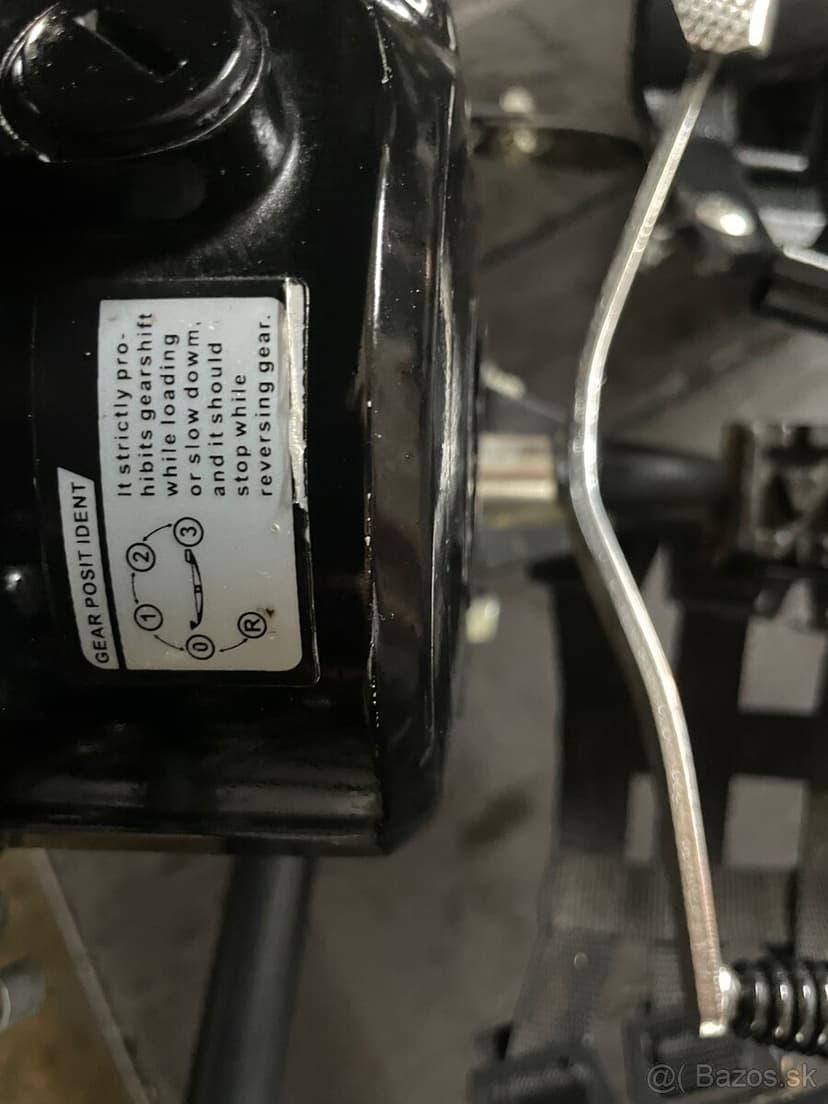 GEAR POSIT IDENT
It strictly pro-
hibits gearshift
while loading
or slow dowm,
and it should
stop while
reversing gear.
1
2
3
0
R
@( Bazos.sk